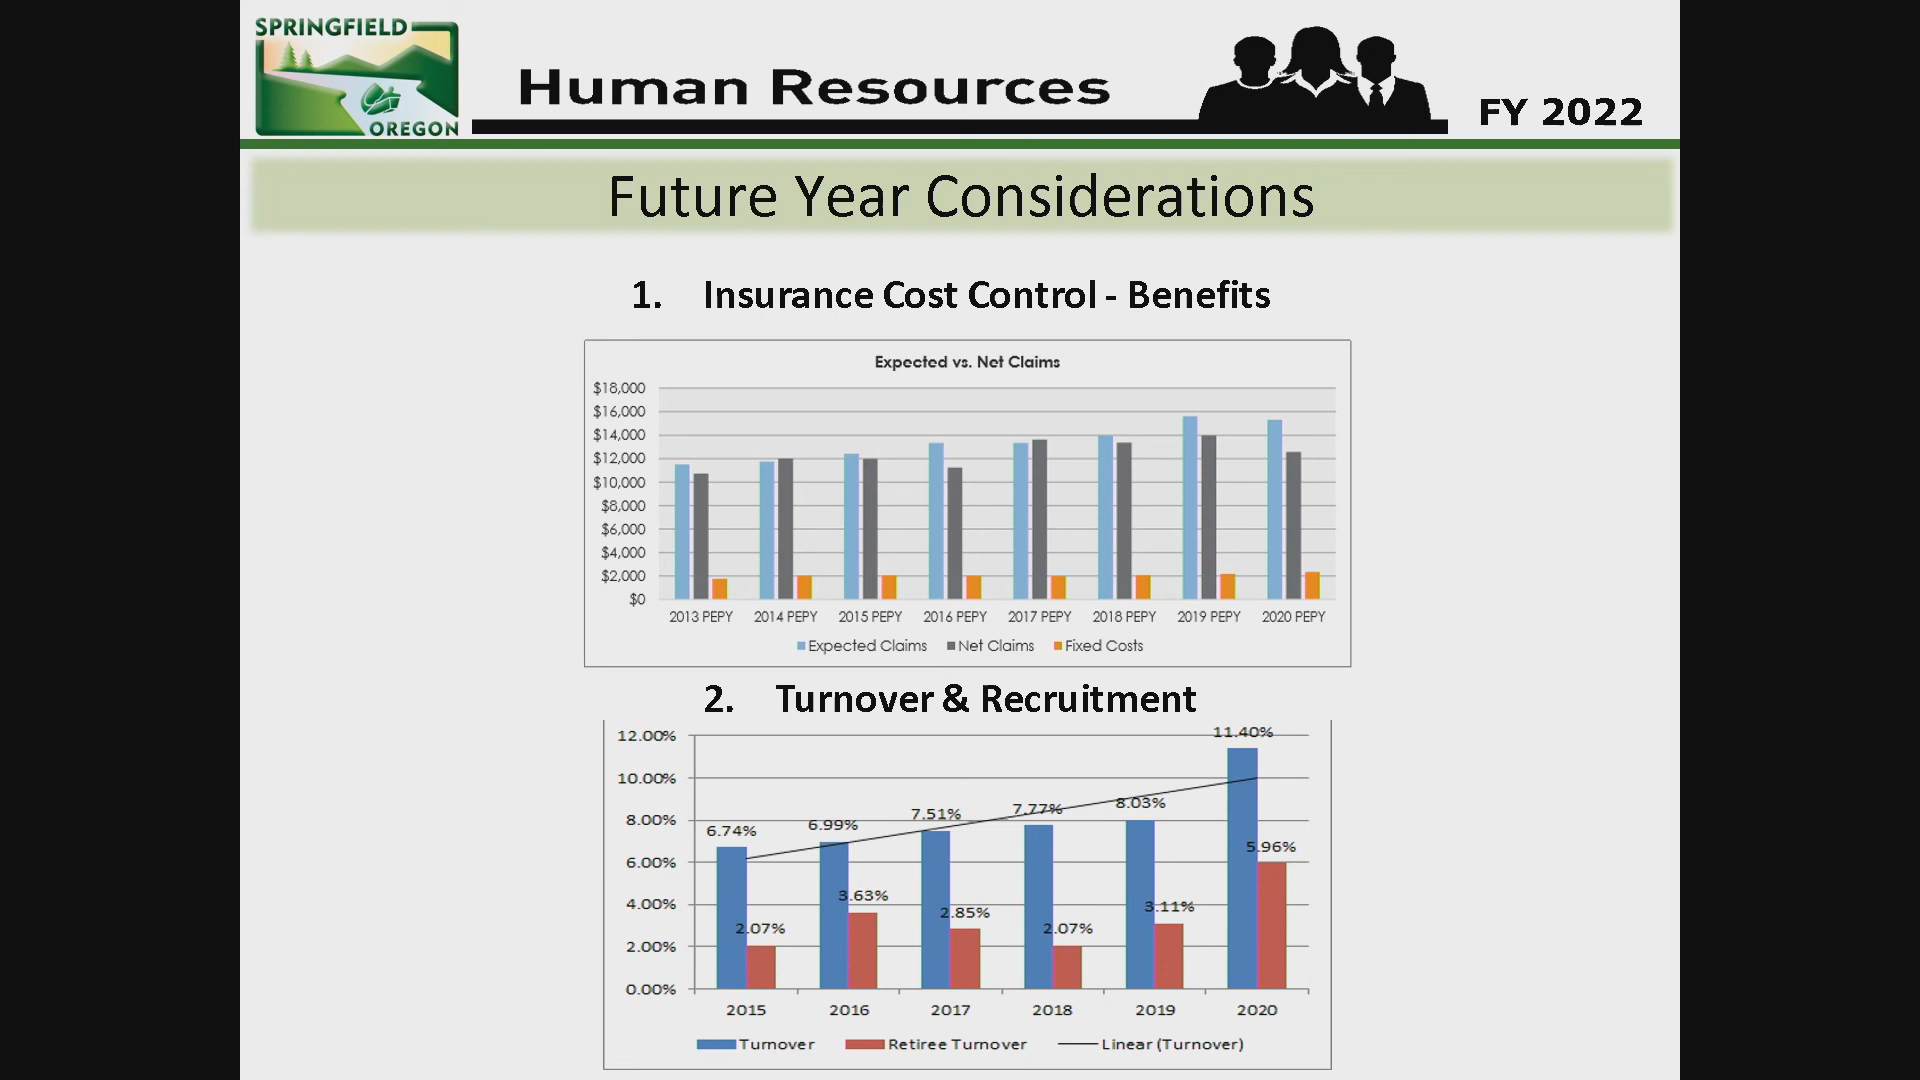 SPRINGFIELD
OREGON
Human Resources
FY 2022
Future Year Considerations
1. Insurance Cost Control - Benefits
Expected vs. Net Claims
$18,000
$16,000
$14,000
$12,000
$10,000
$8,000
$6,000
$4,000
$2,000
$0
2013 PEPY 2014 PEPY 2015 PEPY 2016 PEPY 2017 PEPY 2018 PEPY 2019 PEPY 2020 PEPY
Expected Claims Net Claims Fixed Costs
2. Turnover & Recruitment
12.00%
10.00%
8.00%
6.00%
4.00%
2.00%
0.00%
6.74% 6.99% 7.51% 7.77% 8.03% 11.40%
2.07% 3.63% 2.85% 2.07% 3.11% 5.96%
2015 2016 2017 2018 2019 2020
Turnover Retiree Turnover Linear (Turnover)